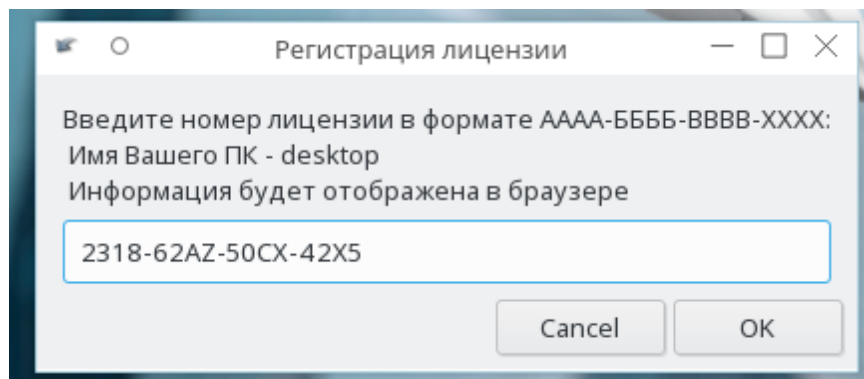 Регистрация лицензии
Введите номер лицензии в формате АААА-ББББ-ВВВВ-ХХХХ:
Имя Вашего ПК - desktop
Информация будет отображена в браузере
2318-62AZ-50CX-42X5
Cancel OK